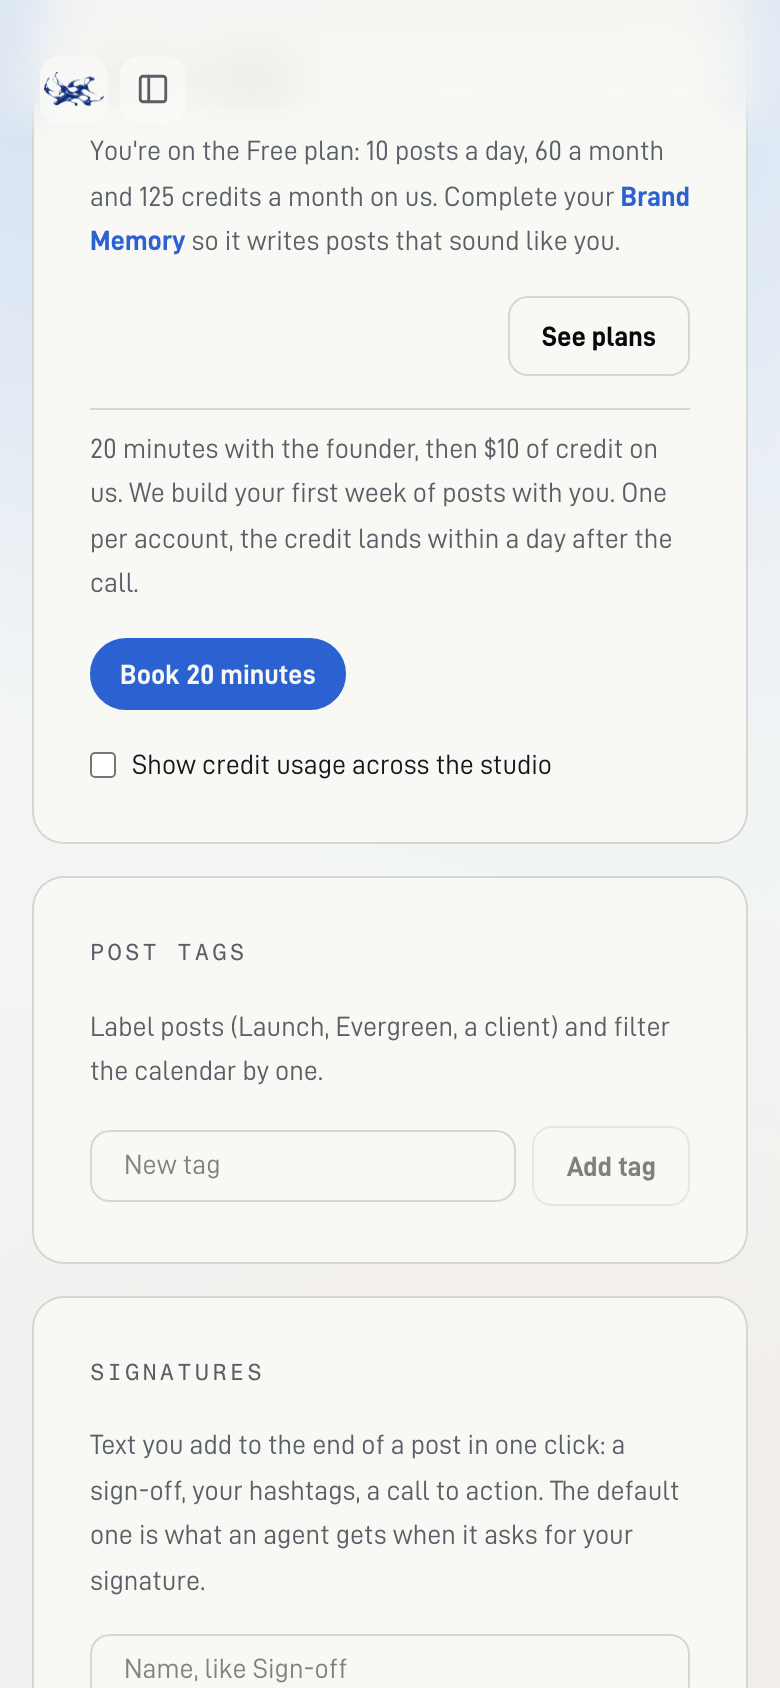 You're on the Free plan: 10 posts a day, 60 a month
and 125 credits a month on us. Complete your Brand
Memory so it writes posts that sound like you.
See plans
20 minutes with the founder, then $10 of credit on
us. We build your first week of posts with you. One
per account, the credit lands within a day after the
call.
Book 20 minutes
Show credit usage across the studio
POST TAGS
Label posts (Launch, Evergreen, a client) and filter
the calendar by one.
New tag
Add tag
SIGNATURES
Text you add to the end of a post in one click: a
sign-off, your hashtags, a call to action. The default
one is what an agent gets when it asks for your
signature.
Name, like Sign-off